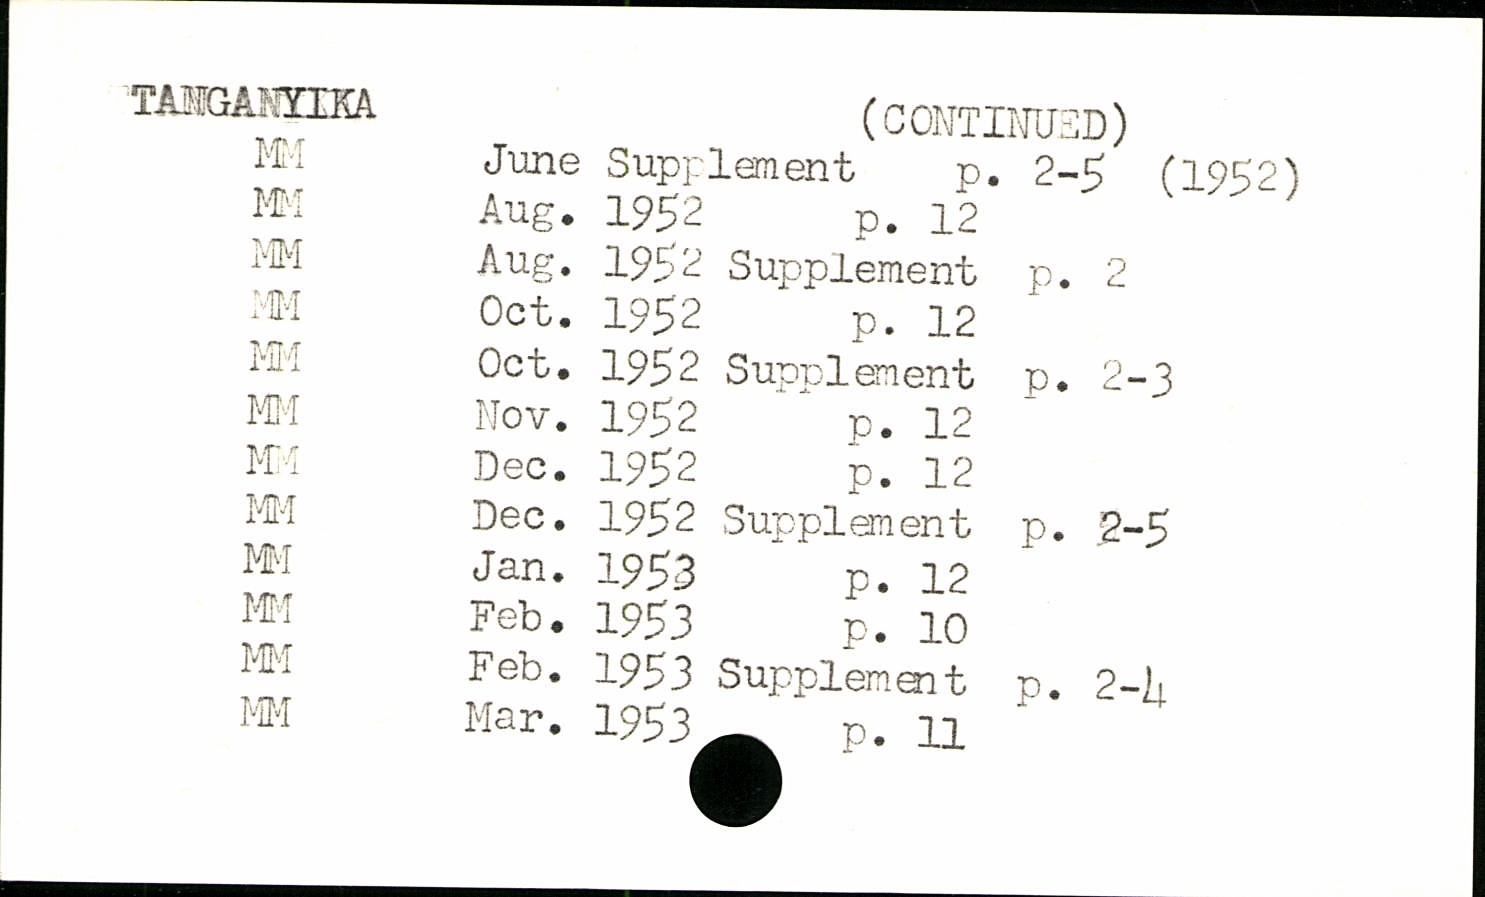 TANGANYIKA (CONTINUED)
MM June Supplement p. 2-5 (1952)
MM Aug. 1952 p. 12
MM Aug. 1952 Supplement p. 2
MM Oct. 1952 p. 12
MM Oct. 1952 Supplement p. 2-3
MM Nov. 1952 p. 12
MM Dec. 1952 p. 12
MM Dec. 1952 Supplement p. 2-5
MM Jan. 1953 p. 12
MM Feb. 1953 p. 10
MM Feb. 1953 Supplement p. 2-4
MM Mar. 1953 p. 11